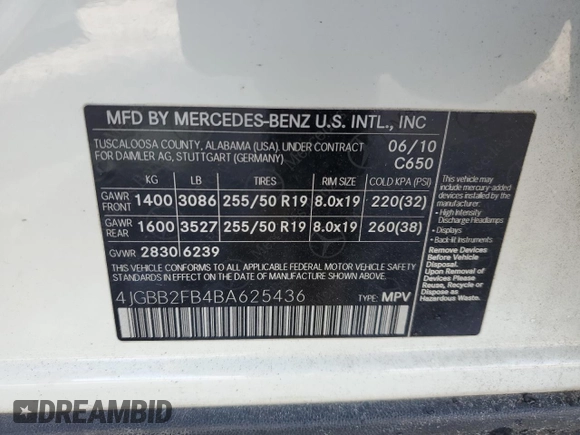 MFD BY MERCEDES-BENZ U.S. INTL., INC
TUSCALOOSA COUNTY, ALABAMA (USA). UNDER CONTRACT
FOR DAIMLER AG, STUTTGART (GERMANY).
06/10
C650
KG LB TIRES RIM SIZE COLD KPA (PSI)
GAWR FRONT 1400 3086 255/50 R19 8.0x19 220(32)
GAWR REAR 1600 3527 255/50 R19 8.0x19 260(38)
GVWR 2830 6239
THIS VEHICLE CONFORMS TO ALL APPLICABLE FEDERAL MOTOR VEHICLE SAFETY
STANDARDS IN EFFECT ON THE DATE OF MANUFACTURE SHOWN ABOVE.
4JGBB2FB4BA625436
TYPE: MPV
This vehicle may
include mercury-added
devices installed by the
manufacturer:
• High Intensity
Discharge Headlamps
• Displays
• Back-lit Instruments
Remove Devices
Before Vehicle
Disposal.
Upon Removal
of Devices Please
Reuse, Recycle
or Dispose as
Hazardous Waste.
DREAMBID